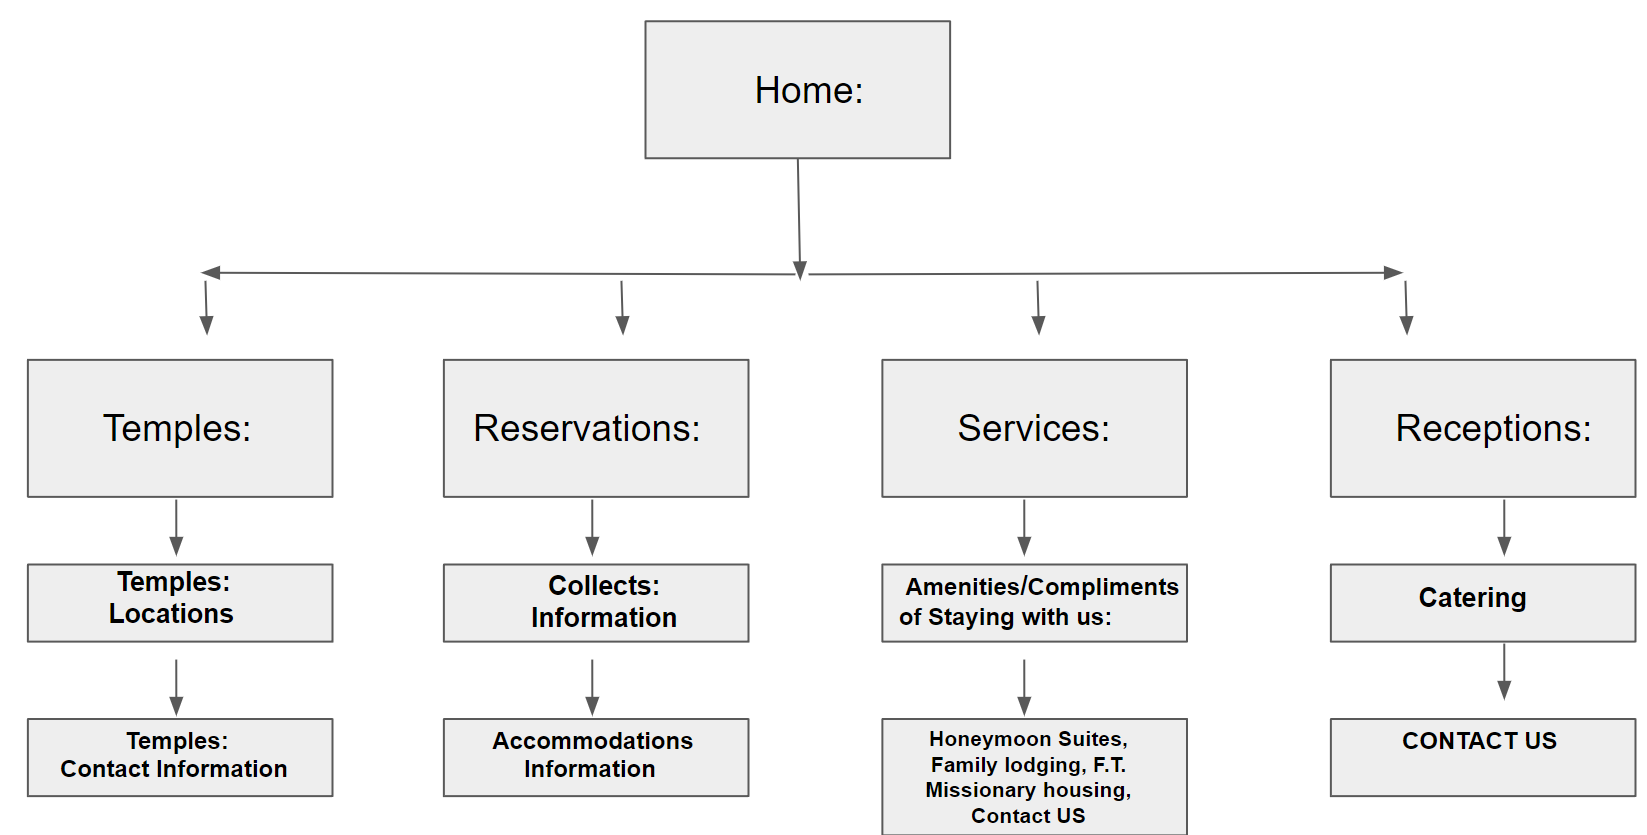 Home:
Temples:
Reservations:
Services:
Receptions:
Temples:
Locations
Collects:
Information
Amenities/Compliments
of Staying with us:
Catering
Temples:
Contact Information
Accommodations
Information
Honeymoon Suites,
Family lodging, F.T.
Missionary housing,
Contact US
CONTACT US